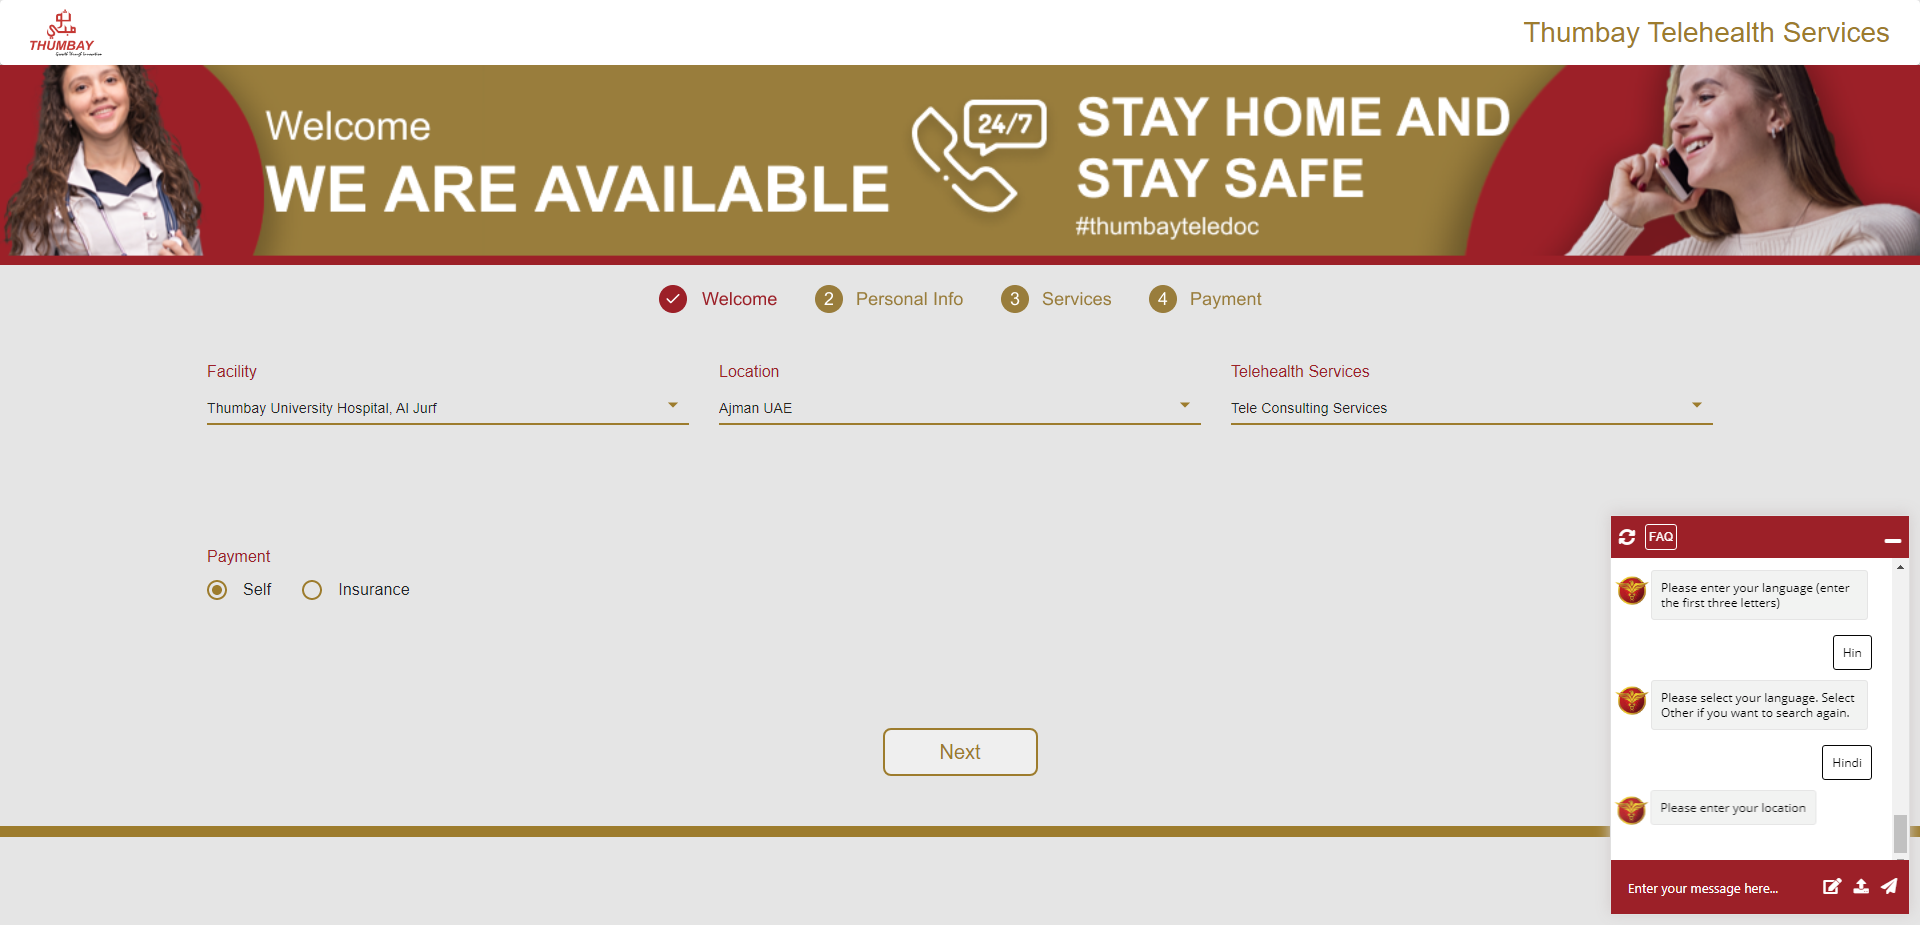 ثومبي
THUMBAY
Thumbay Telehealth Services
Welcome
WE ARE AVAILABLE
24/7
STAY HOME AND
STAY SAFE
#thumbayteledoc
Welcome
2 Personal Info
3 Services
4 Payment
Facility
Thumbay University Hospital, Al Jurf
Location
Ajman UAE
Telehealth Services
Tele Consulting Services
Payment
Self
Insurance
Next
FAQ
Please enter your language (enter
the first three letters)
Hin
Please select your language. Select
Other if you want to search again.
Hindi
Please enter your location
Enter your message here...